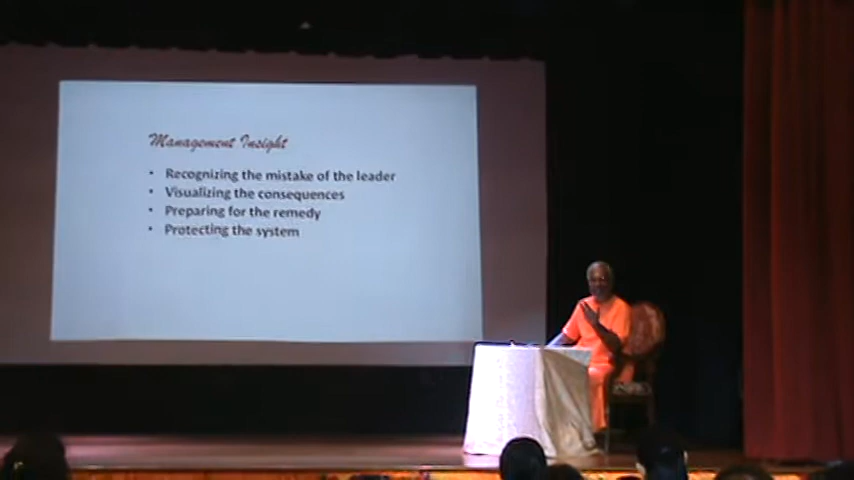 Management Insight
• Recognizing the mistake of the leader
• Visualizing the consequences
• Preparing for the remedy
• Protecting the system